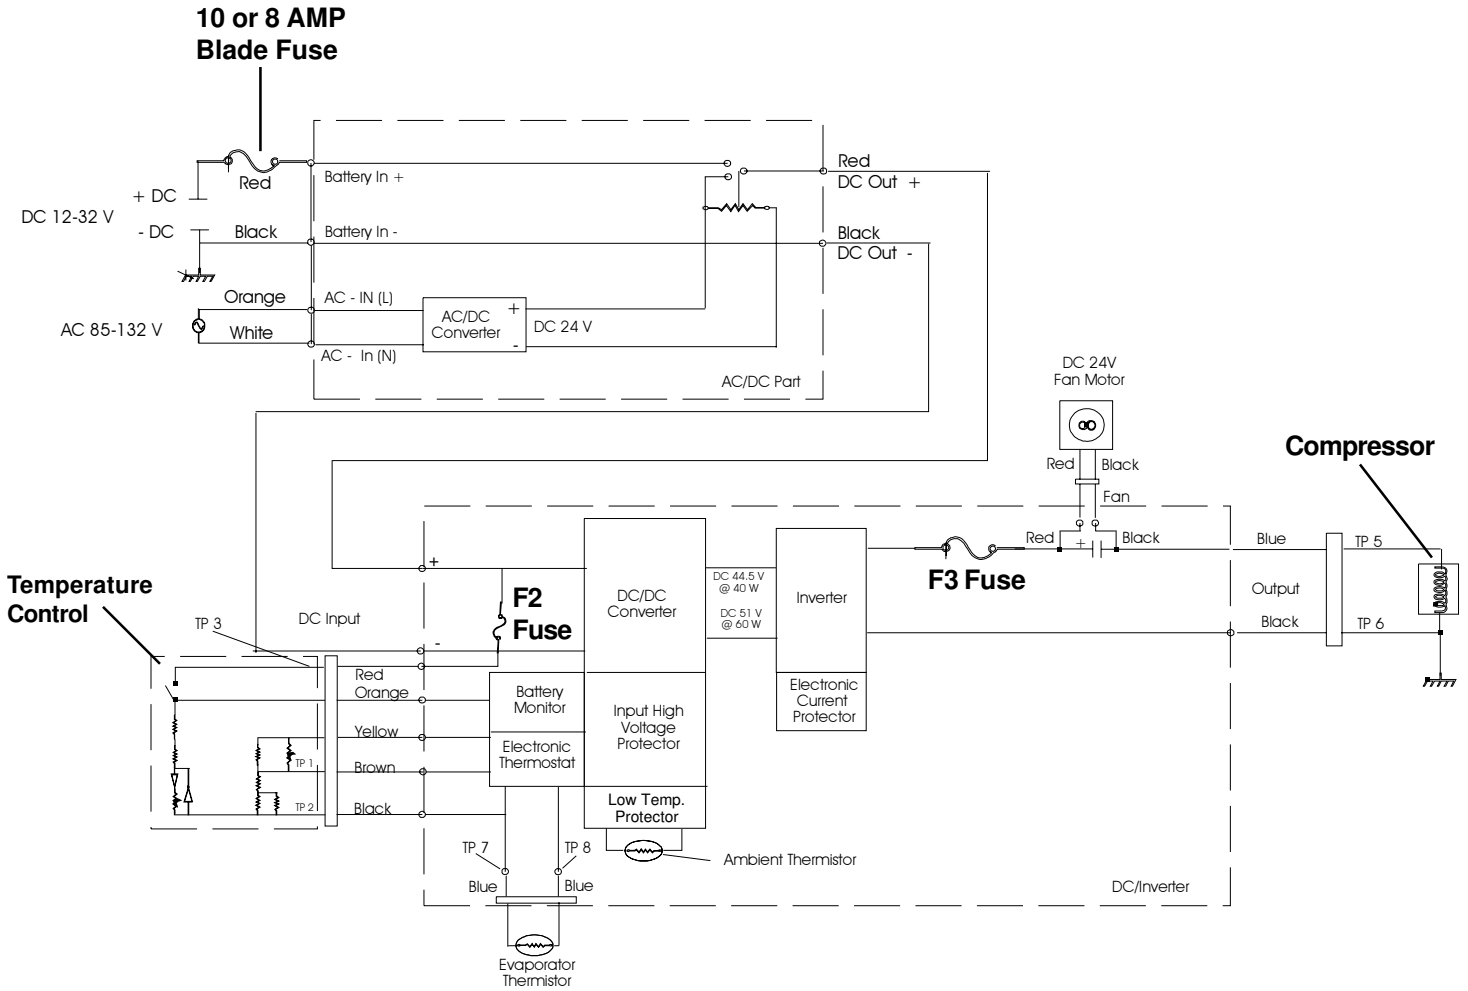 10 or 8 AMP
Blade Fuse
Red
Battery In +
Red
DC Out +
+ DC
DC 12-32 V
- DC
Black
Battery In -
Black
DC Out -
Orange
AC - IN (L)
AC 85-132 V
White
AC - In (N)
AC/DC
Converter
+
-
DC 24 V
AC/DC Part
DC 24V
Fan Motor
Red
Black
Fan
Compressor
Red
+
Black
Blue
TP 5
F3 Fuse
Output
Black
TP 6
Temperature
Control
TP 3
DC Input
+
-
F2
Fuse
DC/DC
Converter
DC 44.5 V
@ 40 W
DC 51 V
@ 60 W
Inverter
Electronic
Current
Protector
Red
Orange
Yellow
TP 1
Brown
TP 2
Black
Battery
Monitor
Electronic
Thermostat
Input High
Voltage
Protector
Low Temp.
Protector
TP 7
TP 8
Ambient Thermistor
Blue
Blue
DC/Inverter
Evaporator
Thermistor